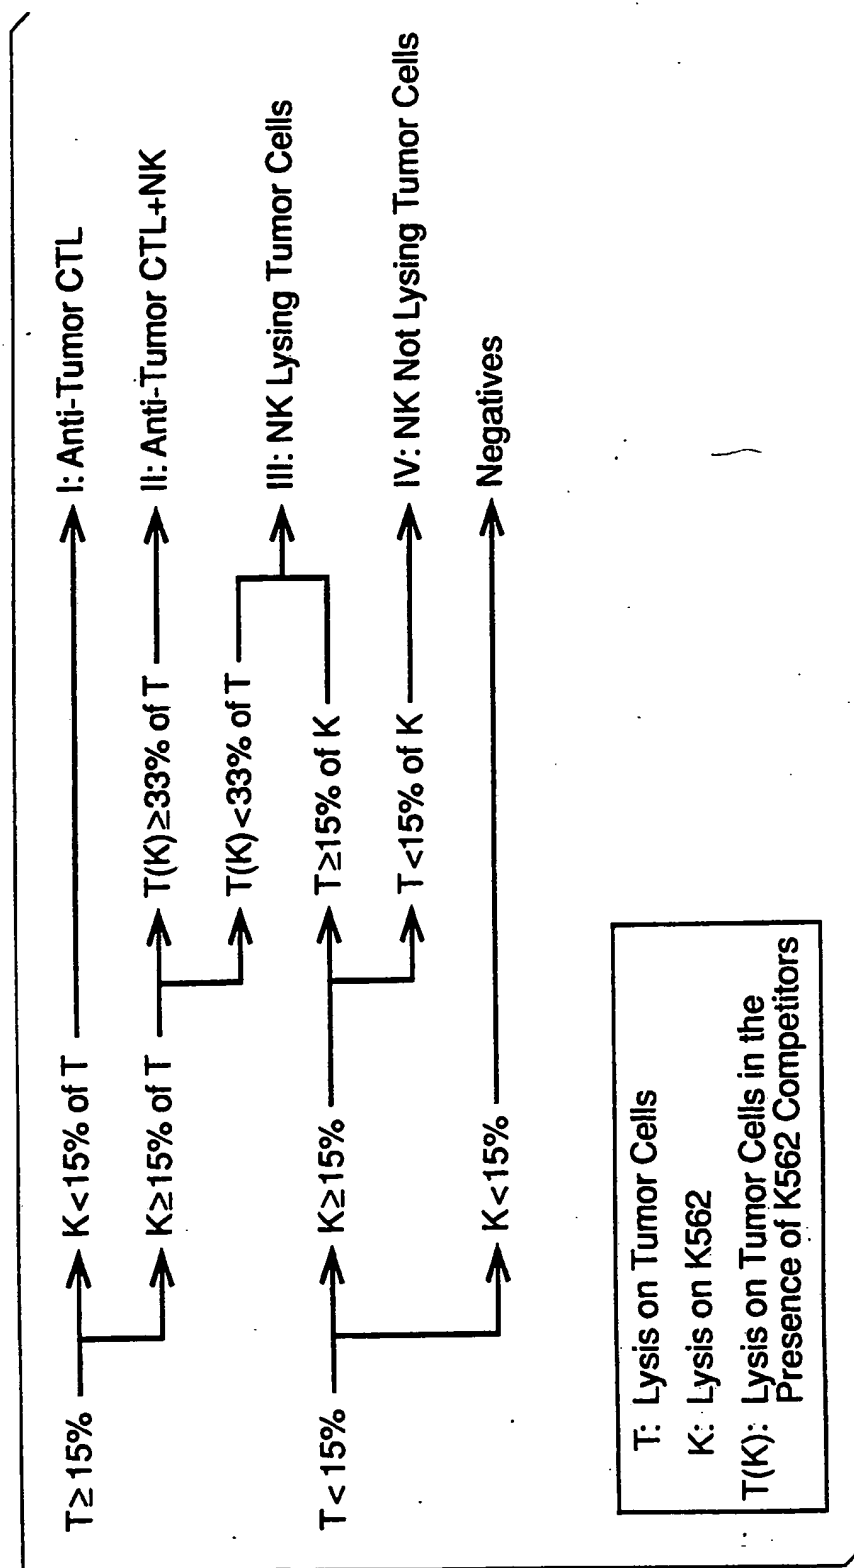 T≥15%
K<15% of T
I: Anti-Tumor CTL
K≥15% of T
T(K)≥33% of T
II: Anti-Tumor CTL+NK
T(K)<33% of T
III: NK Lysing Tumor Cells
T<15%
K≥15%
T≥15% of K
T<15% of K
IV: NK Not Lysing Tumor Cells
K<15%
Negatives
T: Lysis on Tumor Cells
K: Lysis on K562
T(K): Lysis on Tumor Cells in the
Presence of K562 Competitors